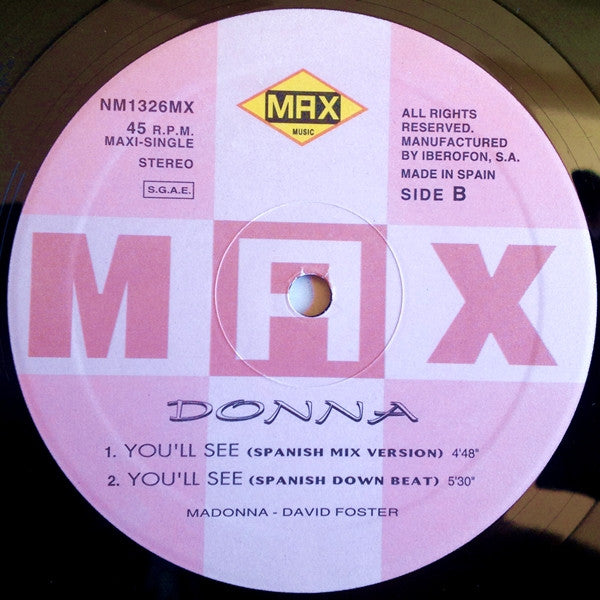 NM1326MX
45 R.P.M.
MAXI-SINGLE
STEREO
S.G.A.E.
MAX
MUSIC
ALL RIGHTS
RESERVED.
MANUFACTURED
BY IBEROFON, S.A.
MADE IN SPAIN
SIDE B
MAX
DONNA
1. YOU'LL SEE (SPANISH MIX VERSION) 4'48"
2. YOU'LL SEE (SPANISH DOWN BEAT) 5'30"
MADONNA - DAVID FOSTER